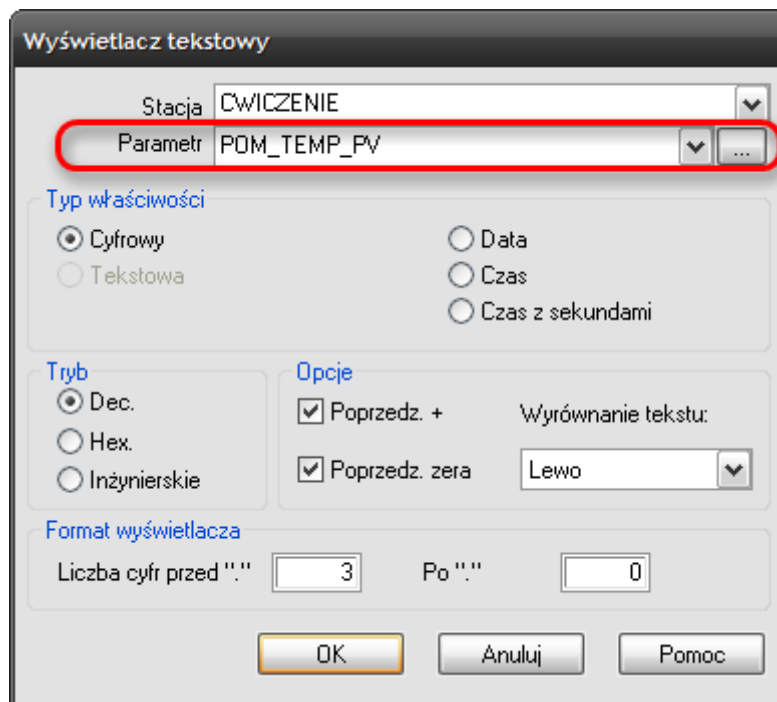 Wyświetlacz tekstowy
Stacja CWICZENIE
Parametr POM_TEMP_PV ...
Typ właściwości
Cyfrowy Data
Tekstowa Czas
Czas z sekundami
Tryb Opcje
Dec. Poprzedz. + Wyrównanie tekstu:
Hex.
Inżynierskie Poprzedz. zera Lewo
Format wyświetlacza
Liczba cyfr przed "." 3 Po "." 0
OK Anuluj Pomoc